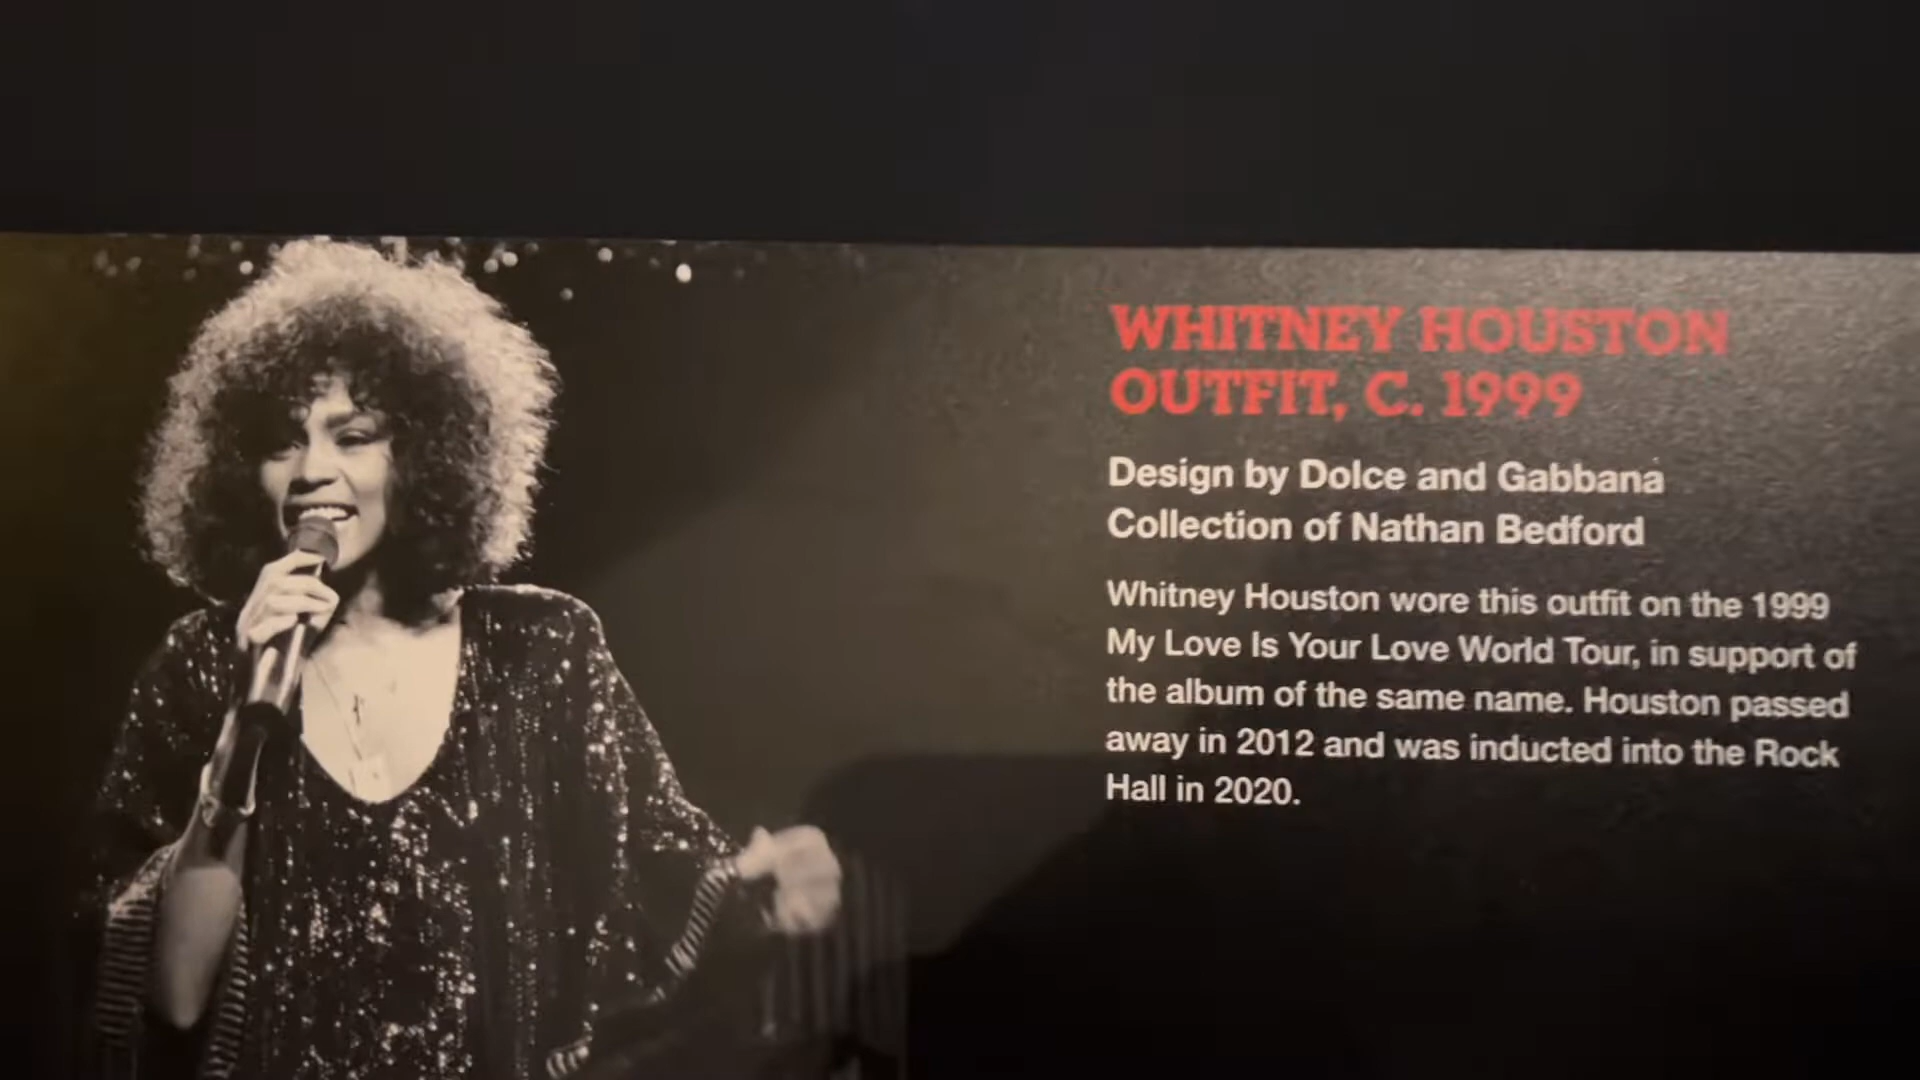 WHITNEY HOUSTON
OUTFIT, C. 1999
Design by Dolce and Gabbana
Collection of Nathan Bedford
Whitney Houston wore this outfit on the 1999
My Love Is Your Love World Tour, in support of
the album of the same name. Houston passed
away in 2012 and was inducted into the Rock
Hall in 2020.